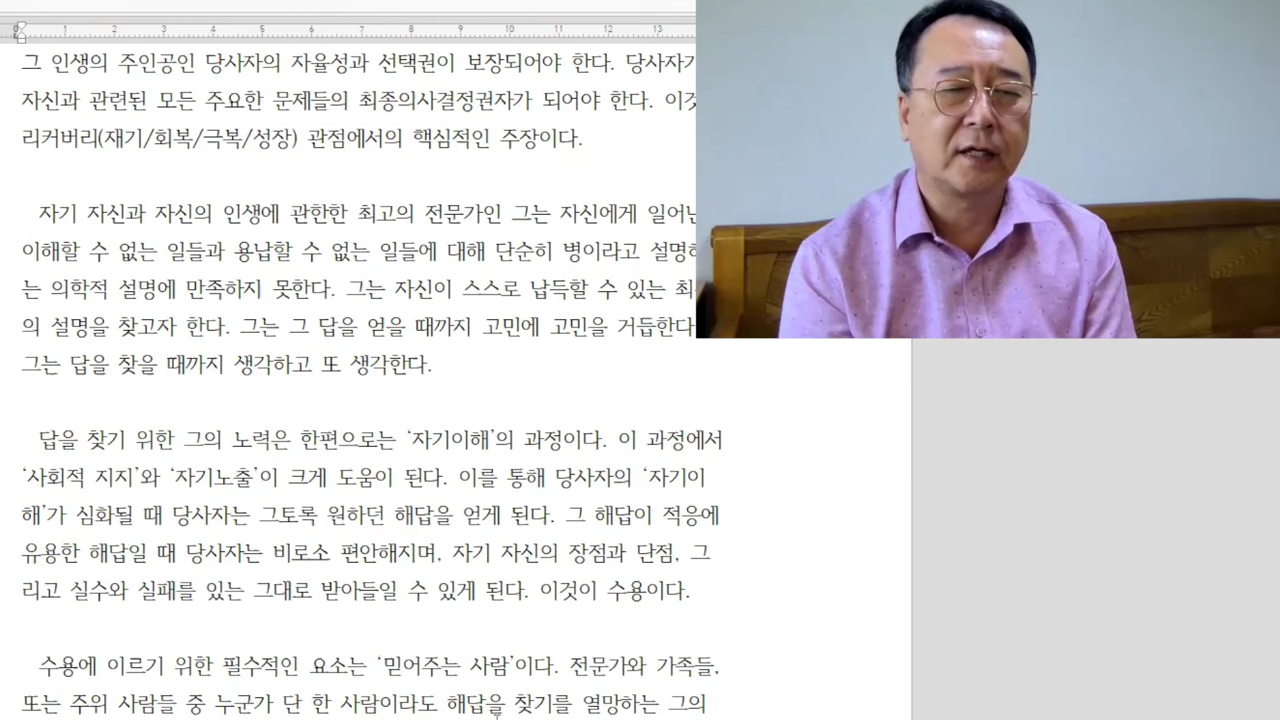 1 2 3 4 5 6 7 8 9 10 11 12 13
그 인생의 주인공인 당사자의 자율성과 선택권이 보장되어야 한다. 당사자가
자신과 관련된 모든 주요한 문제들의 최종의사결정권자가 되어야 한다.
리커버리(재기/회복/극복/성장) 관점에서의 핵심적인 주장이다.
자기 자신과 자신의 인생에 관한한 최고의 전문가인 그는 자신에게
이해할 수 없는 일들과 용납할 수 없는 일들에 대해 단순히 병이라고
는 의학적 설명에 만족하지 못한다. 그는 자신이 스스로 납득할 수 있는
의 설명을 찾고자 한다. 그는 그 답을 얻을 때까지 고민에 고민을 거듭한다
그는 답을 찾을 때까지 생각하고 또 생각한다.
답을 찾기 위한 그의 노력은 한편으로는 ‘자기이해’의 과정이다. 이 과정에서
‘사회적 지지’와 ‘자기노출’이 크게 도움이 된다. 이를 통해 당사자의 ‘자기이
해’가 심화될 때 당사자는 그토록 원하던 해답을 얻게 된다. 그 해답이 적응에
유용한 해답일 때 당사자는 비로소 편안해지며, 자기 자신의 장점과 단점, 그
리고 실수와 실패를 있는 그대로 받아들일 수 있게 된다. 이것이 수용이다.
수용에 이르기 위한 필수적인 요소는 ‘믿어주는 사람’이다. 전문가와 가족들,
또는 주위 사람들 중 누군가 단 한 사람이라도 해답을 찾기를 열망하는 그의